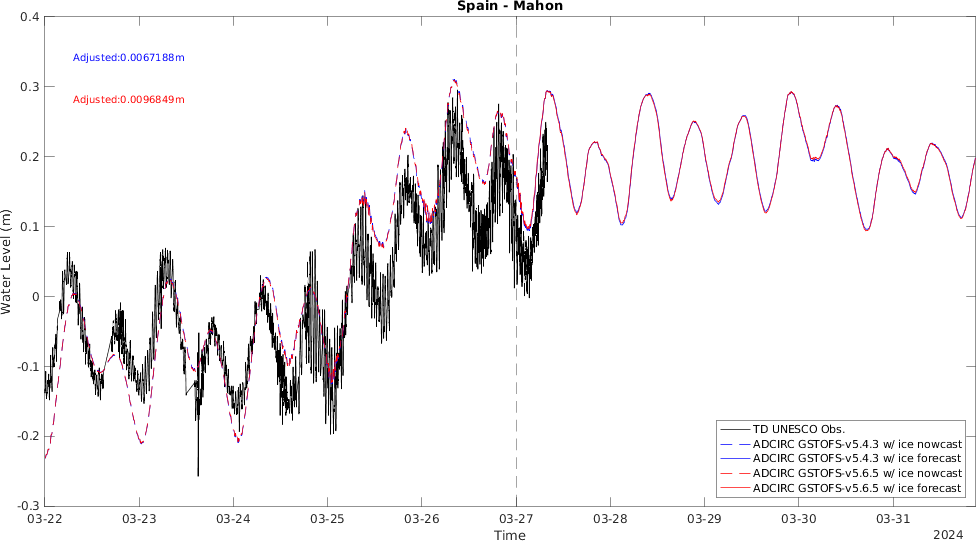 Spain - Mahon
0.4
Adjusted:0.0067188m
0.3
Adjusted:0.0096849m
0.2
0.1
0
-0.1
-0.2
-0.3
Water Level (m)
TD UNESCO Obs.
ADCIRC GSTOFS-v5.4.3 w/ ice nowcast
ADCIRC GSTOFS-v5.4.3 w/ ice forecast
ADCIRC GSTOFS-v5.6.5 w/ ice nowcast
ADCIRC GSTOFS-v5.6.5 w/ ice forecast
03-22 03-23 03-24 03-25 03-26 03-27 03-28 03-29 03-30 03-31
Time
2024